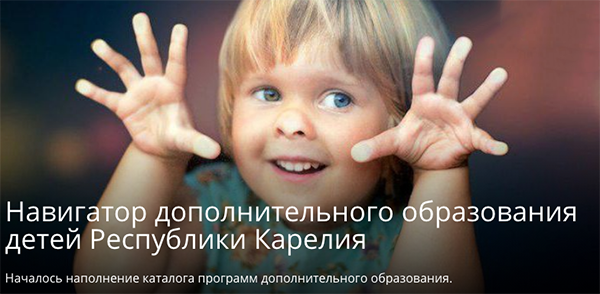 Навигатор дополнительного образования
детей Республики Карелия
Началось наполнение каталога программ дополнительного образования.